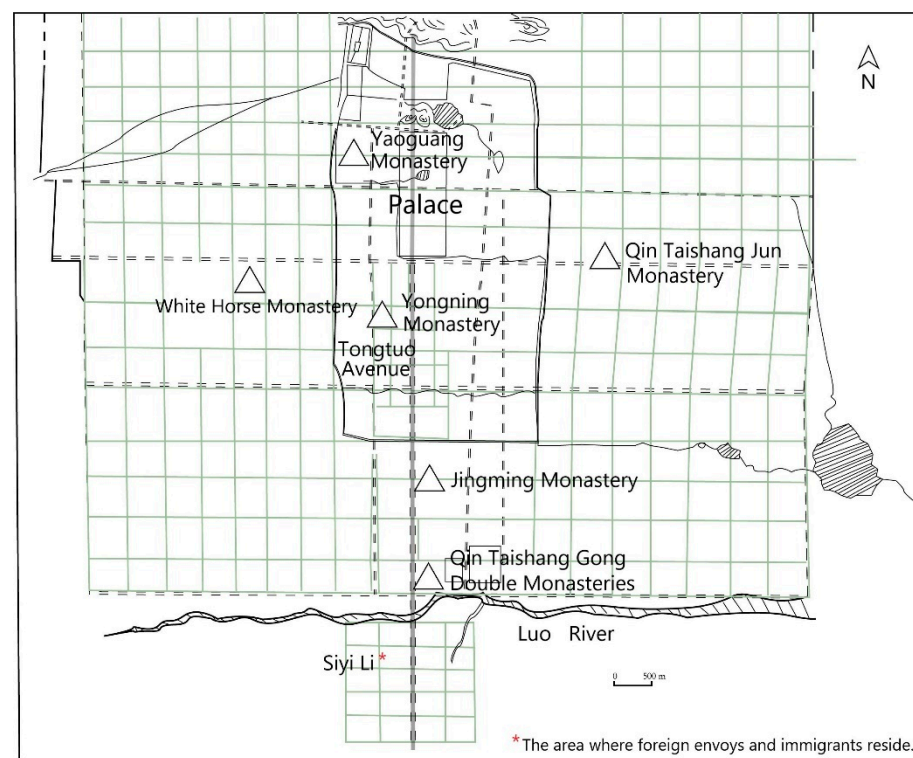 N
Yaoguang
Monastery
Palace
Qin Taishang Jun
Monastery
White Horse Monastery
Yongning
Monastery
Tongtuo
Avenue
Jingming Monastery
Qin Taishang Gong
Double Monasteries
Luo River
Siyi Li*
0 500 m
*The area where foreign envoys and immigrants reside.